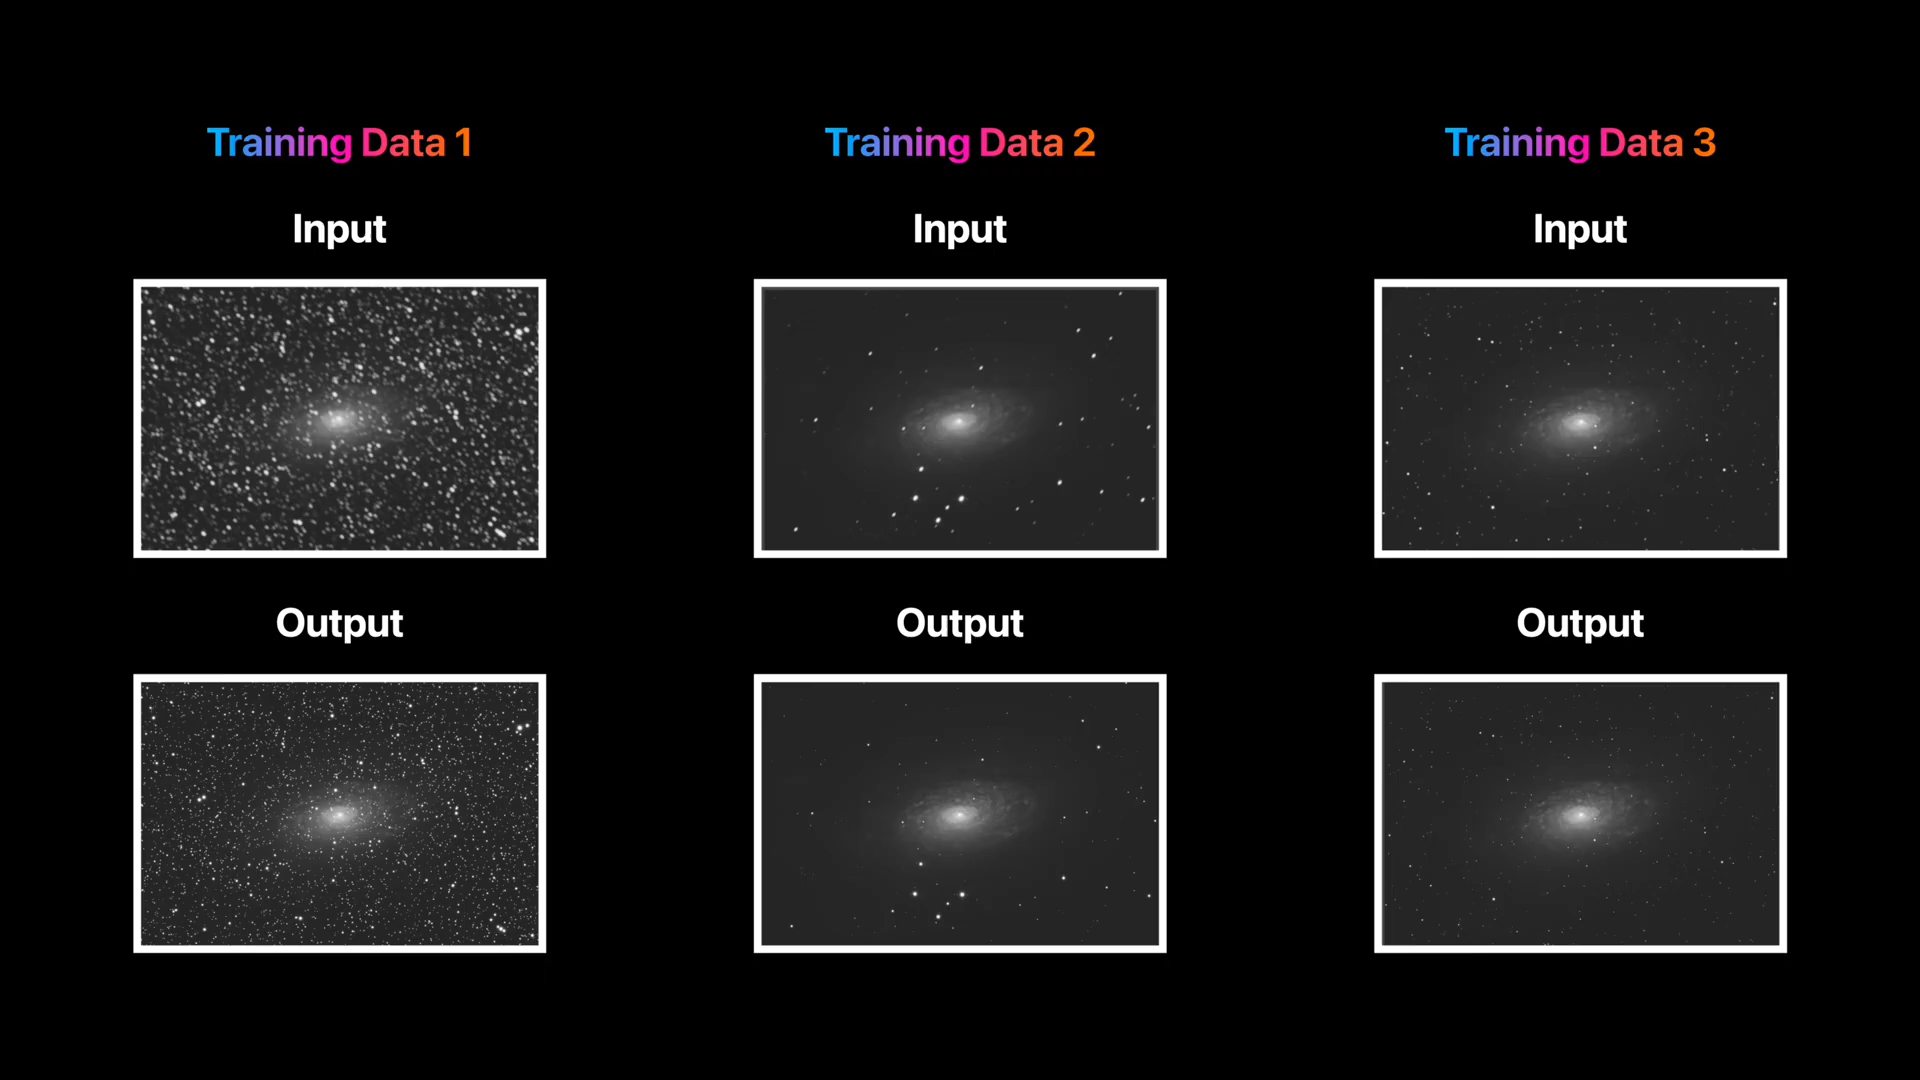 Training Data 1
Input
Output
Training Data 2
Input
Output
Training Data 3
Input
Output